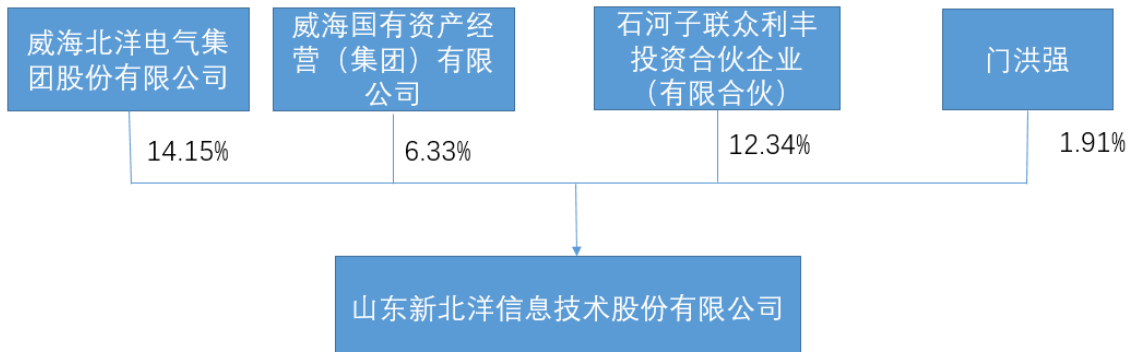 威海北洋电气集
团股份有限公司
威海国有资产经
营（集团）有限
公司
石河子联众利丰
投资合伙企业
（有限合伙）
门洪强
14.15%
6.33%
12.34%
1.91%
山东新北洋信息技术股份有限公司